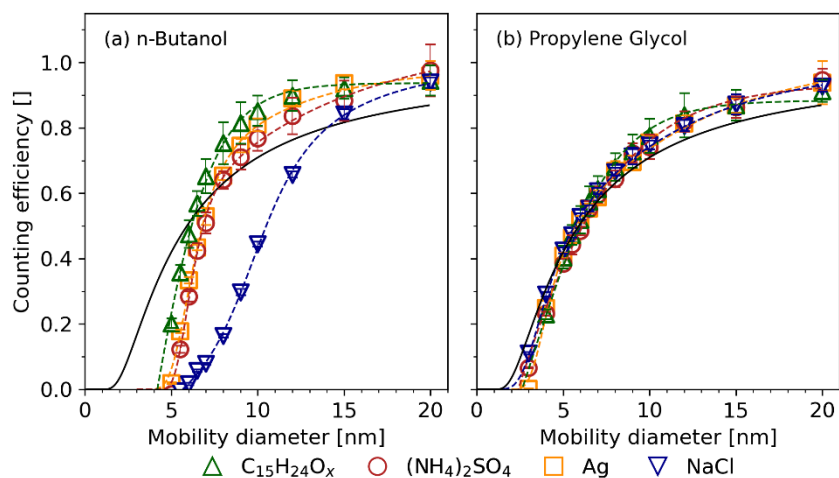 (a) n-Butanol
(b) Propylene Glycol
Counting efficiency []
1.0
0.8
0.6
0.4
0.2
0.0
0 5 10 15 20
0 5 10 15 20
Mobility diameter [nm]
Mobility diameter [nm]
C₁₅H₂₄Oₓ (NH₄)₂SO₄ Ag NaCl